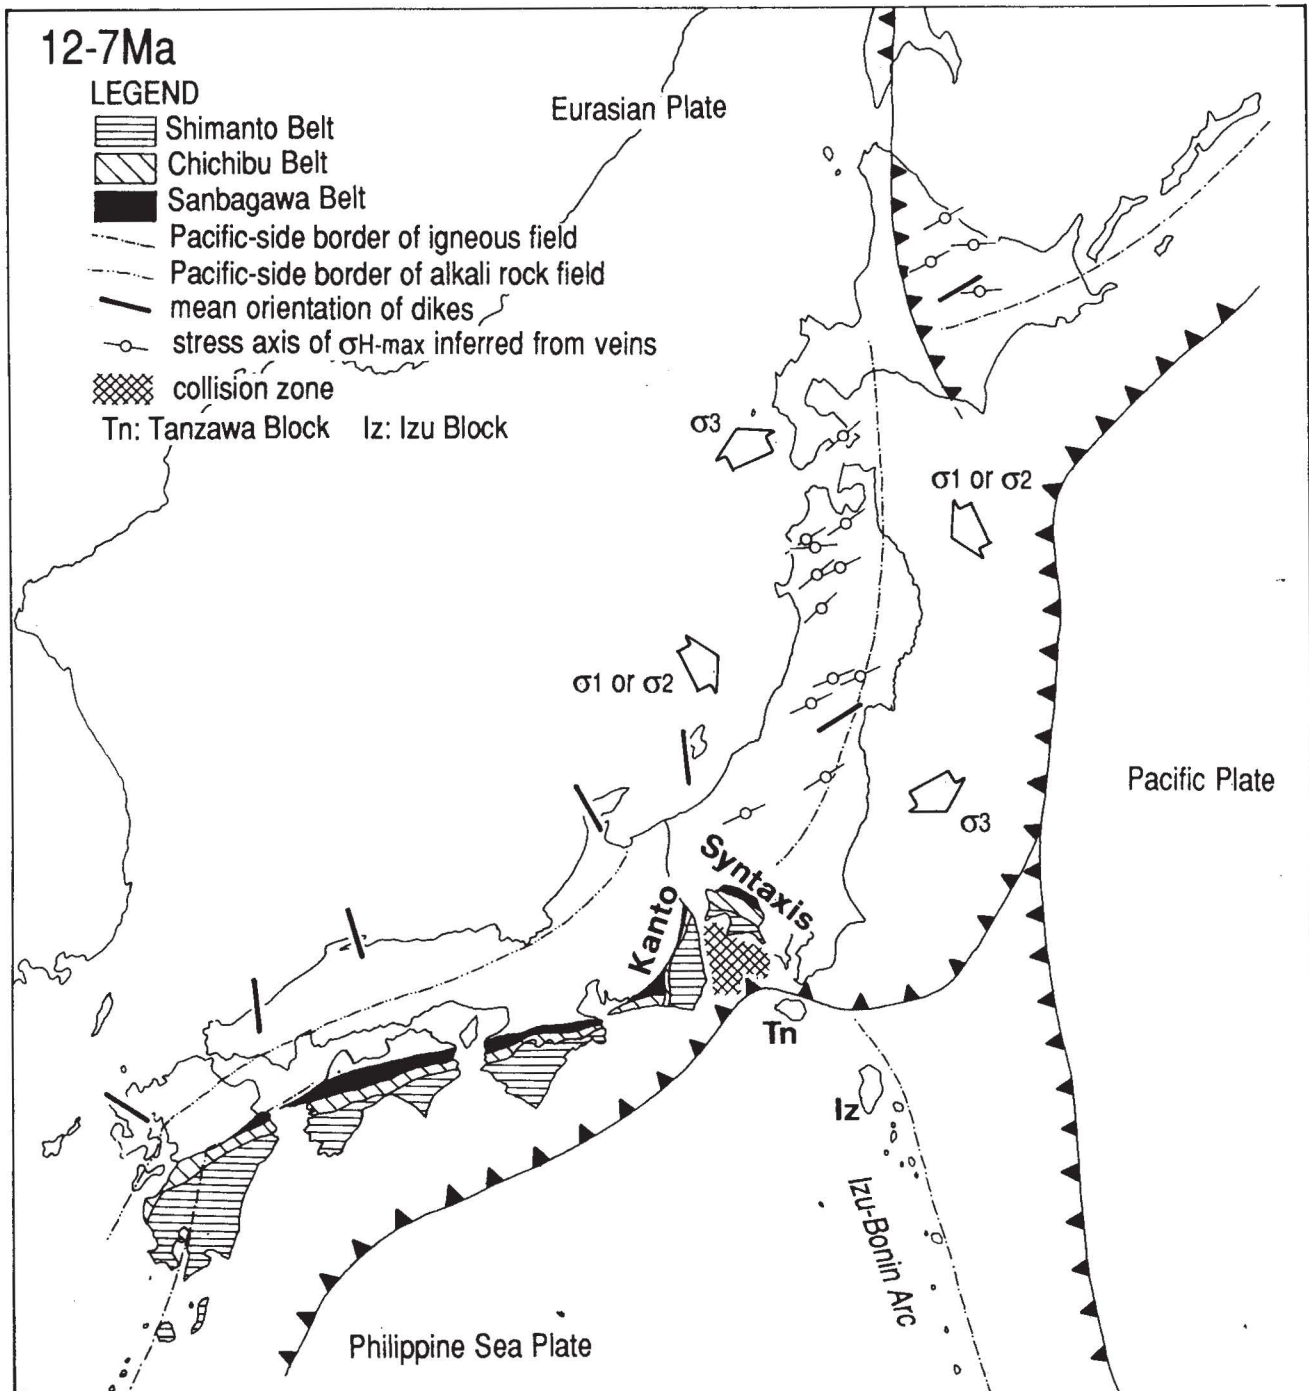 12-7Ma
LEGEND
Shimanto Belt
Chichibu Belt
Sanbagawa Belt
Pacific-side border of igneous field
Pacific-side border of alkali rock field
mean orientation of dikes
stress axis of σH-max inferred from veins
collision zone
Tn: Tanzawa Block Iz: Izu Block
Eurasian Plate
σ3
σ1 or σ2
σ1 or σ2
Pacific Plate
σ3
Syntaxis
Kanto
Tn
Iz
Izu-Bonin Arc
Philippine Sea Plate